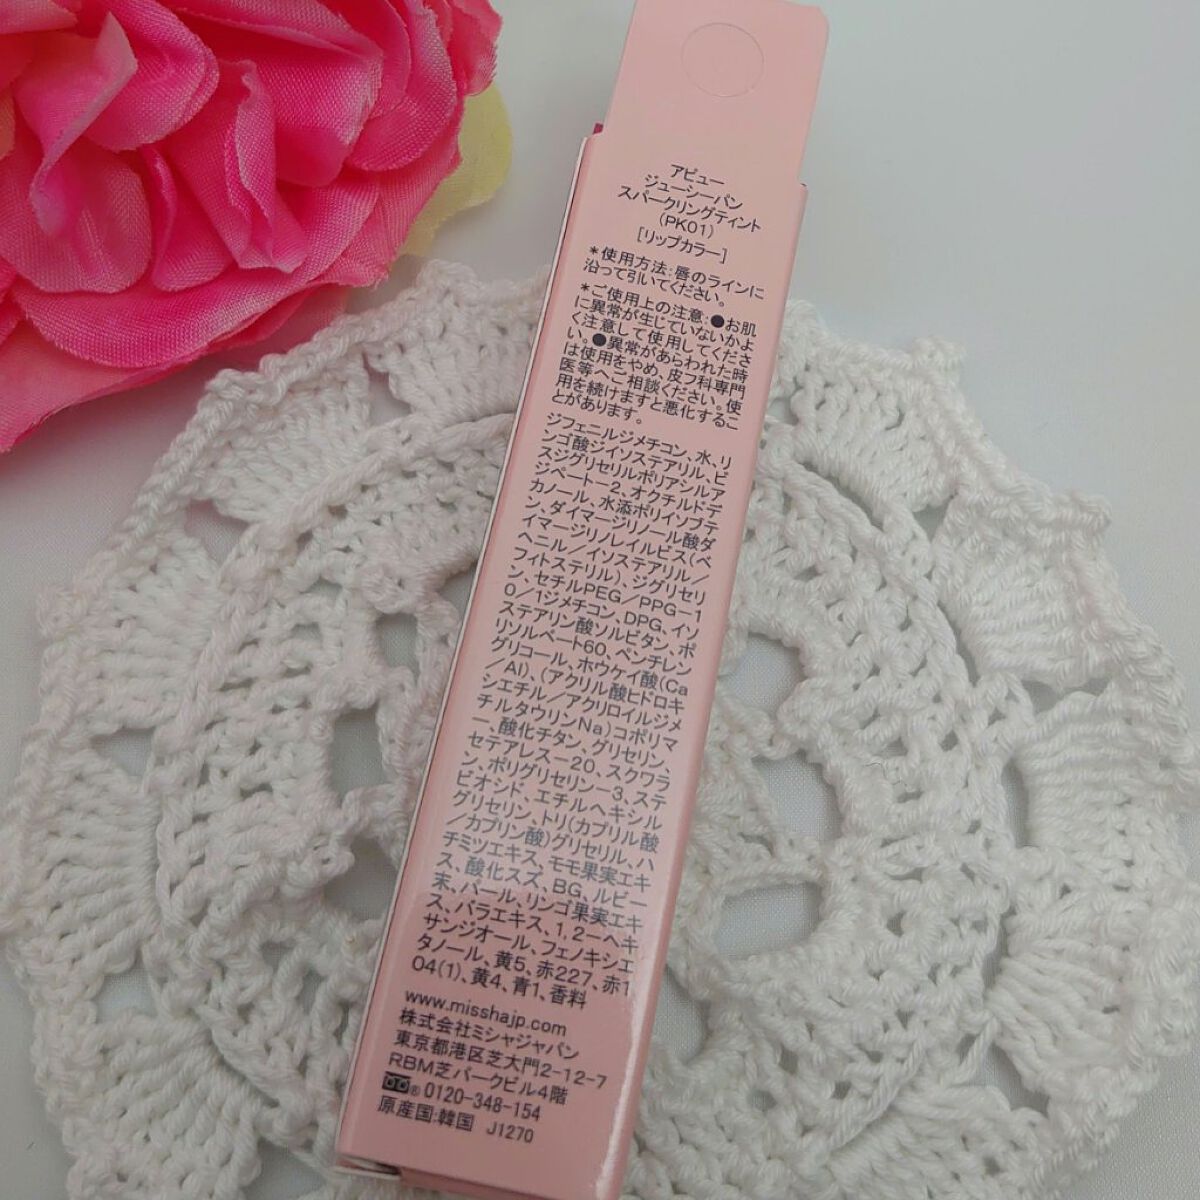 アピュー
ジューシーパン
スパークリングティント
(PK01)
[リップカラー]
*使用方法:唇のラインに
沿って引いてください。
*ご使用上の注意:●お肌
に異常が生じていないかよ
く注意して使用してくださ
い。●異常があらわれた時
は使用をやめ、皮フ科専門
医等へご相談ください。使
用を続けますと悪化するこ
とがあります。
ジフェニルジメチコン、水、リ
ンゴ酸ジイソステアリル、ビ
スジグリセリルポリアシルア
ジペート-2、オクチルドデ
カノール、水添ポリイソブテ
ン、ダイマージリノール酸ダ
イマージリノレイルビス(ベ
ヘニル/イソステアリル/
フィトステリル)、ジグリセリ
ン、セチルPEG/PPG-1
0/1ジメチコン、DPG、イソ
ステアリン酸ソルビタン、ポ
リソルベート60、ペンチレン
グリコール、ホウケイ酸(Ca
/Al)、(アクリル酸ヒドロキ
シエチル/アクリロイルジメ
チルタウリンNa)コポリマ
ー、酸化チタン、グリセリン、
セテアレス-20、スクワラ
ン、ポリグリセリン-3、ステ
ビオシド、エチルヘキシル
グリセリン、トリ(カプリル酸
/カプリン酸)グリセリル、ハ
チミツエキス、モモ果実エキ
ス、酸化スズ、BG、ルビー
末、パール、リンゴ果実エキ
ス、バラエキス、1,2-ヘキ
サンジオール、フェノキシエ
タノール、黄5、赤227、赤1
04(1)、黄4、青1、香料
www.misshajp.com
株式会社ミシャジャパン
東京都港区芝大門2-12-7
RBM芝パークビル4階
0120-348-154
原産国:韓国 J1270